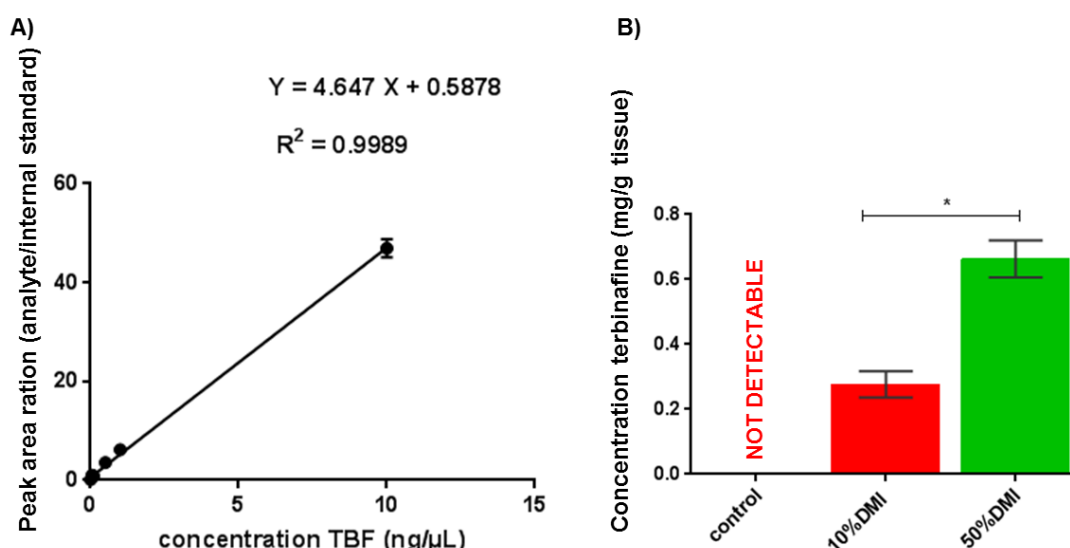 A)
Y = 4.647 X + 0.5878
R² = 0.9989
Peak area ration (analyte/internal standard)
60
40
20
0
0
5
10
15
concentration TBF (ng/μL)
B)
Concentration terbinafine (mg/g tissue)
0.8
0.6
0.4
0.2
0.0
*
NOT DETECTABLE
control
10%DMI
50%DMI